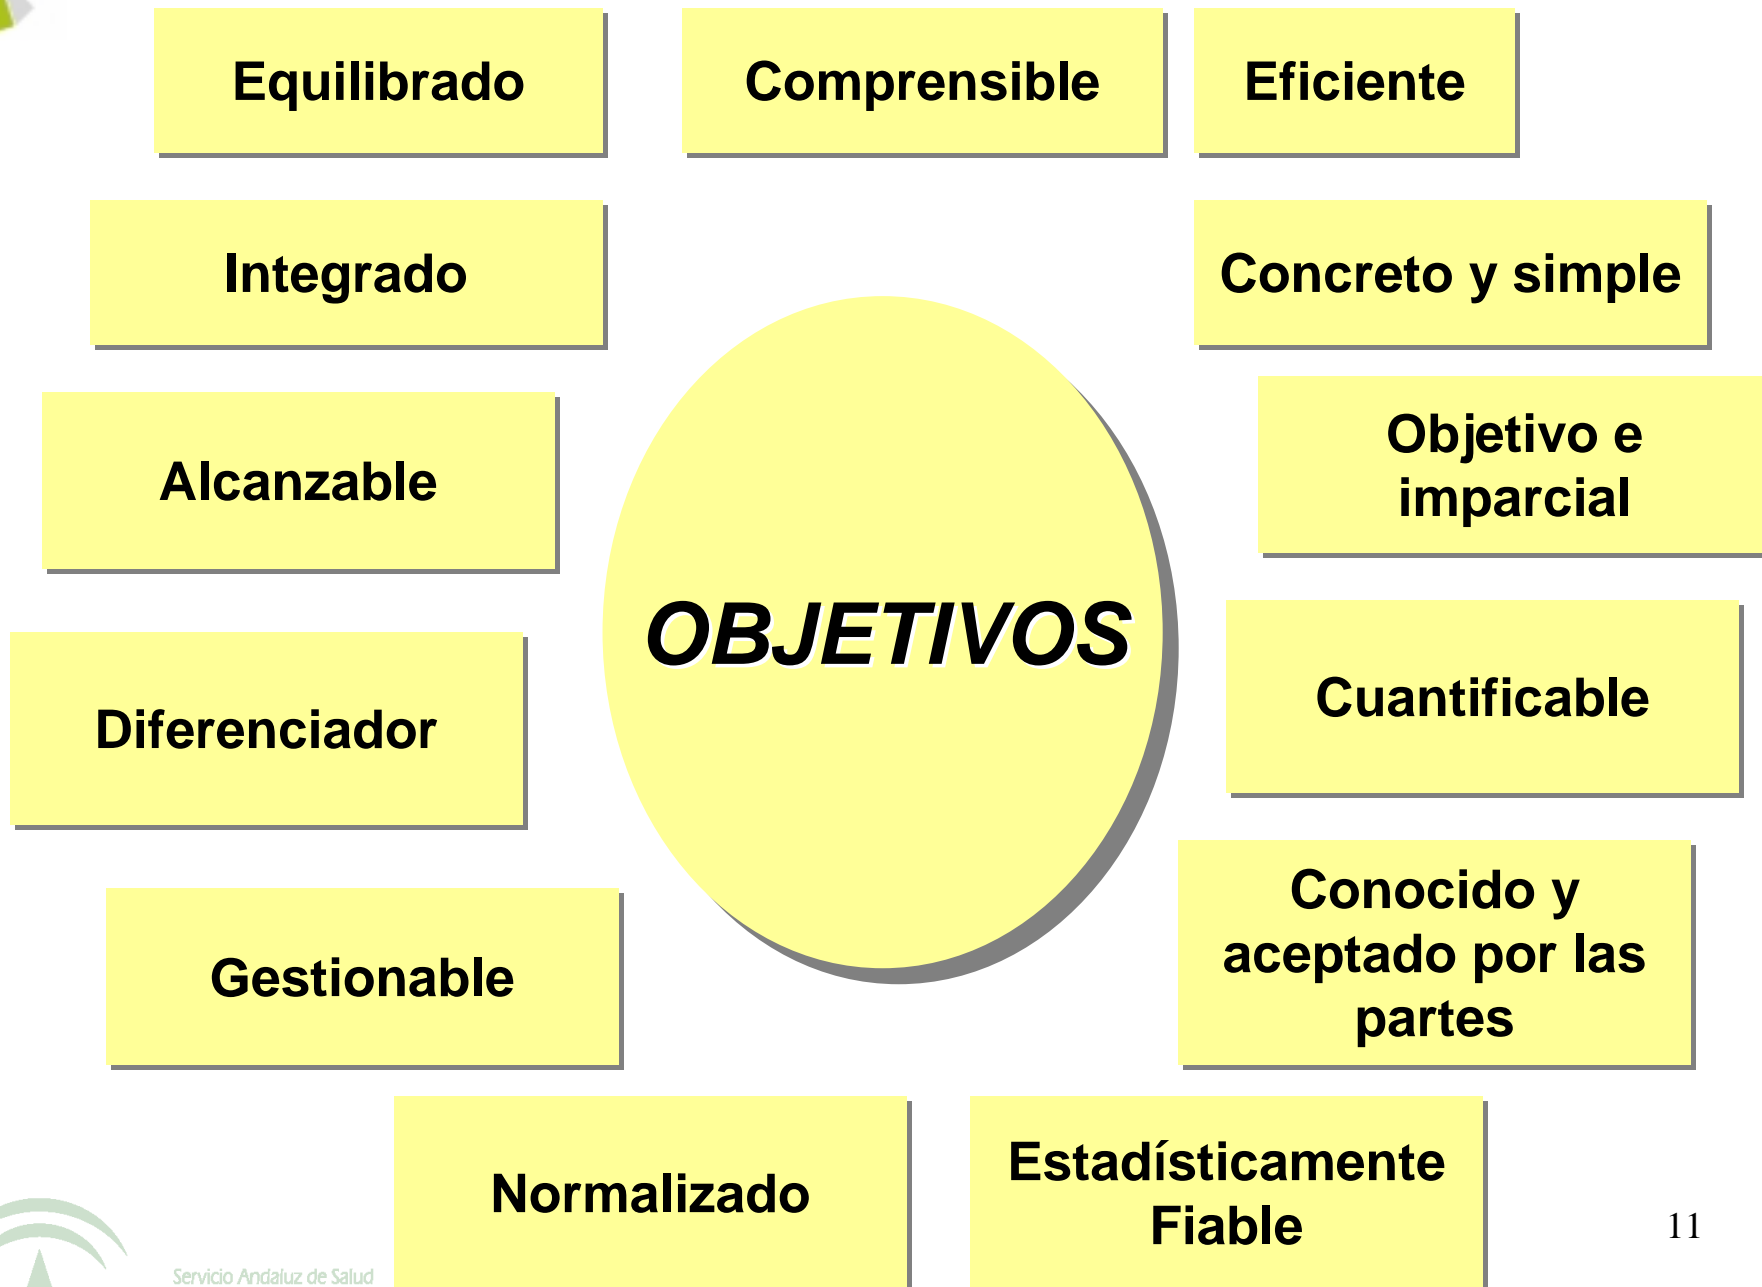 Equilibrado
Comprensible
Eficiente
Integrado
Concreto y simple
Alcanzable
Objetivo e
imparcial
OBJETIVOS
Diferenciador
Cuantificable
Gestionable
Conocido y
aceptado por las
partes
Normalizado
Estadísticamente
Fiable
11
Servicio Andaluz de Salud